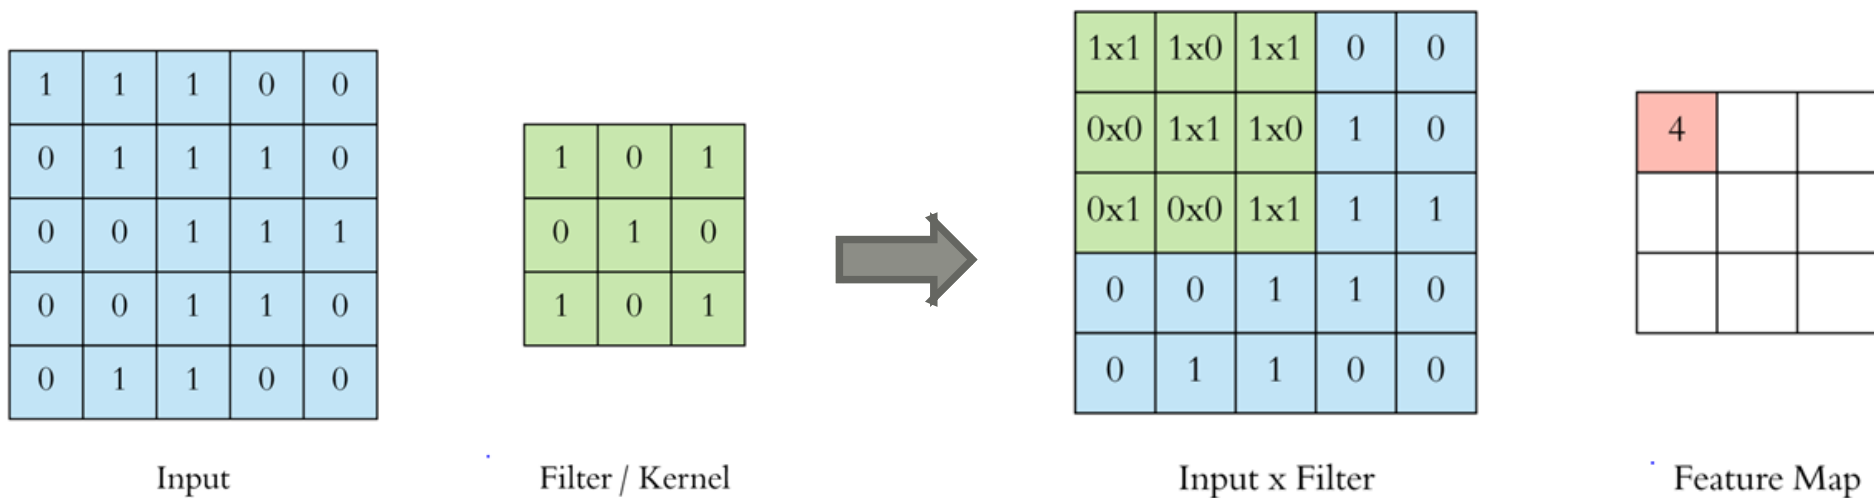 1 1 1 0 0
0 1 1 1 0
0 0 1 1 1
0 0 1 1 0
0 1 1 0 0
Input
1 0 1
0 1 0
1 0 1
Filter / Kernel
1x1 1x0 1x1 0 0
0x0 1x1 1x0 1 0
0x1 0x0 1x1 1 1
0 0 1 1 0
0 1 1 0 0
Input x Filter
4
Feature Map